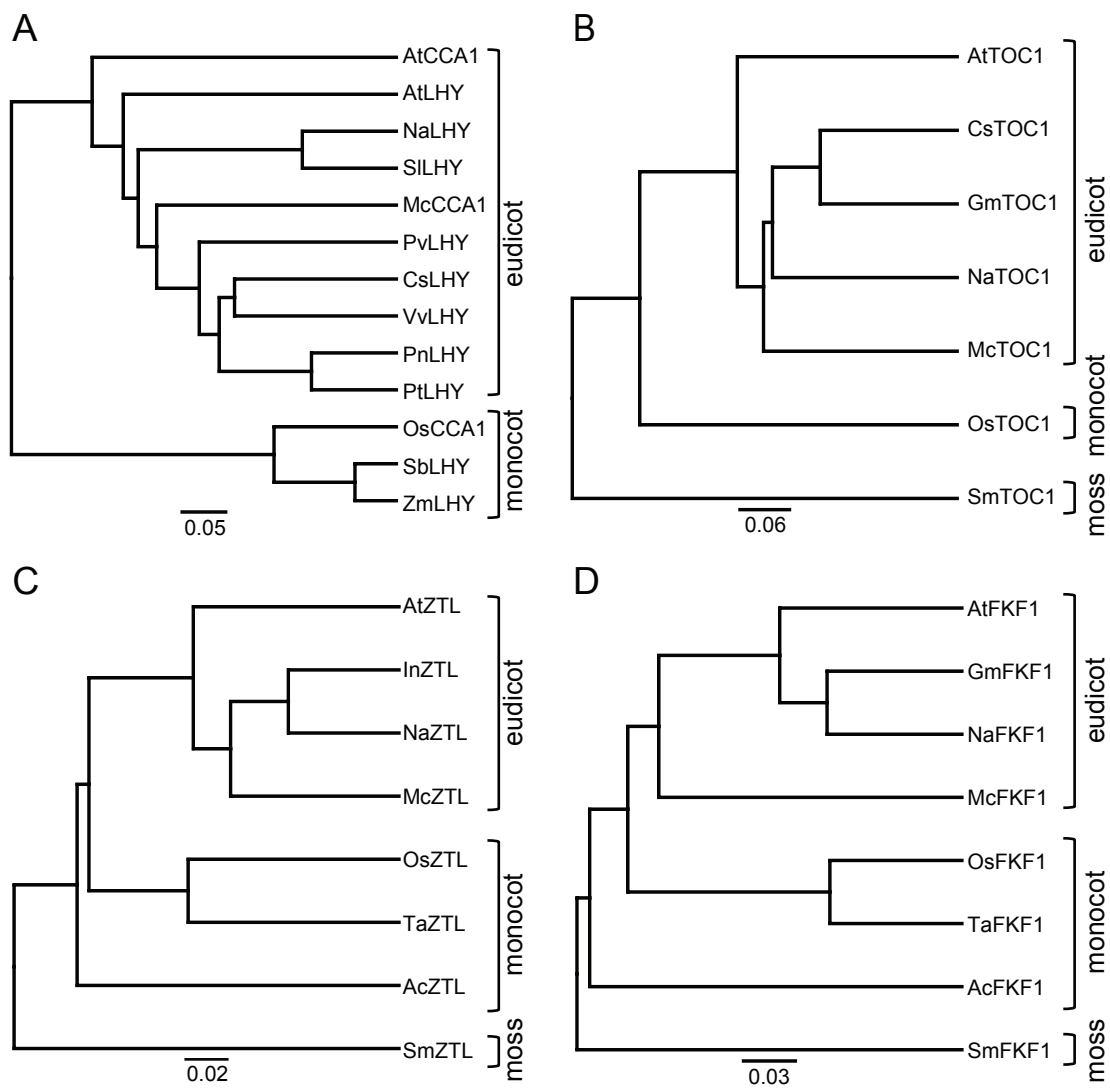 A
AtCCA1
AtLHY
NaLHY
SlLHY
McCCA1
PvLHY
CsLHY
VvLHY
PnLHY
PtLHY
OsCCA1
SbLHY
ZmLHY
eudicot
monocot
0.05
B
AtTOC1
CsTOC1
GmTOC1
NaTOC1
McTOC1
OsTOC1
SmTOC1
eudicot
monocot
moss
0.06
C
AtZTL
InZTL
NaZTL
McZTL
OsZTL
TaZTL
AcZTL
SmZTL
eudicot
monocot
moss
0.02
D
AtFKF1
GmFKF1
NaFKF1
McFKF1
OsFKF1
TaFKF1
AcFKF1
SmFKF1
eudicot
monocot
moss
0.03